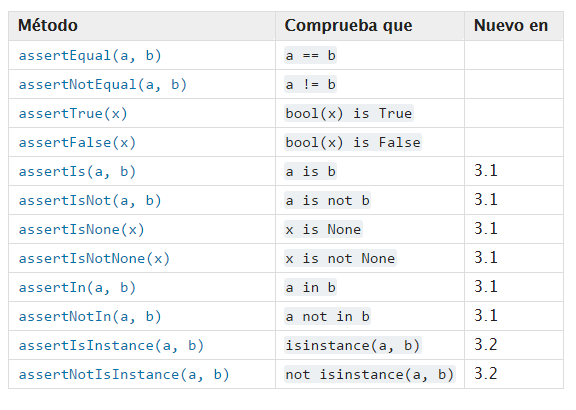 Método Comprueba que Nuevo en
assertEqual(a, b) a == b
assertNotEqual(a, b) a != b
assertTrue(x) bool(x) is True
assertFalse(x) bool(x) is False
assertIs(a, b) a is b 3.1
assertIsNot(a, b) a is not b 3.1
assertIsNone(x) x is None 3.1
assertIsNotNone(x) x is not None 3.1
assertIn(a, b) a in b 3.1
assertNotIn(a, b) a not in b 3.1
assertIsInstance(a, b) isinstance(a, b) 3.2
assertNotIsInstance(a, b) not isinstance(a, b) 3.2